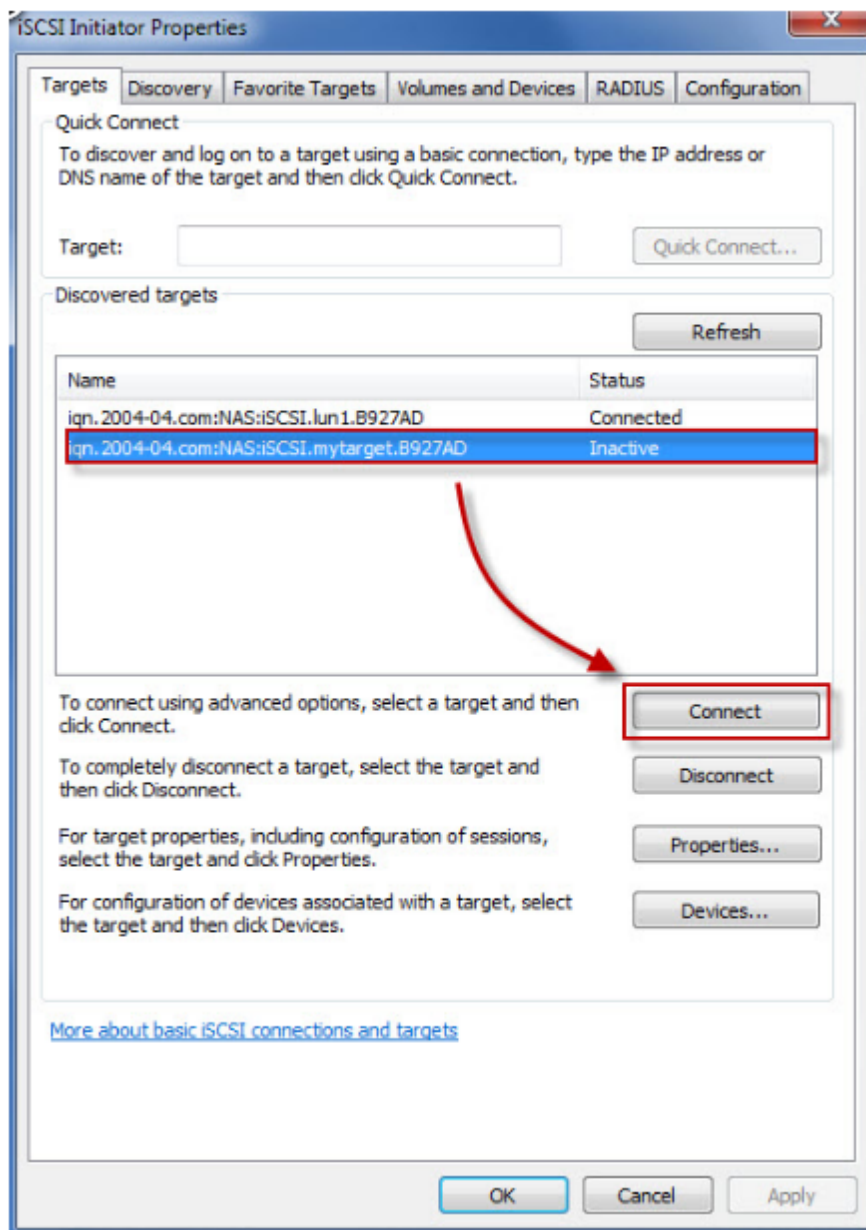 iSCSI Initiator Properties
Targets Discovery Favorite Targets Volumes and Devices RADIUS Configuration
Quick Connect
To discover and log on to a target using a basic connection, type the IP address or
DNS name of the target and then click Quick Connect.
Target: Quick Connect...
Discovered targets
Refresh
Name Status
iqn.2004-04.com:NAS:iSCSI.lun1.B927AD Connected
iqn.2004-04.com:NAS:iSCSI.mytarget.B927AD Inactive
To connect using advanced options, select a target and then
click Connect.
Connect
To completely disconnect a target, select the target and
then click Disconnect.
Disconnect
For target properties, including configuration of sessions,
select the target and click Properties.
Properties...
For configuration of devices associated with a target, select
the target and then click Devices.
Devices...
More about basic iSCSI connections and targets
OK Cancel Apply